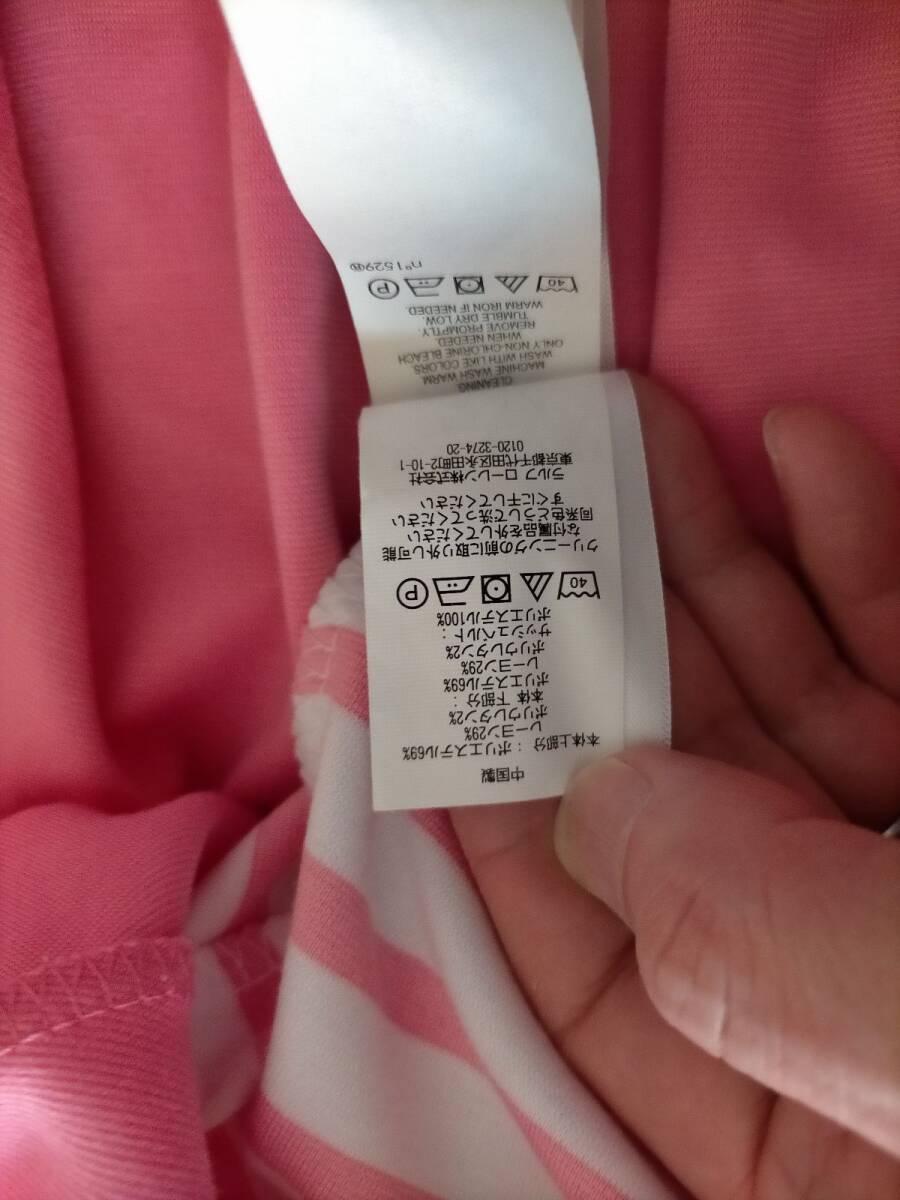 中国製
本体上部分 : ポリエステル69%
レーヨン29%
ポリウレタン2%
本体 下部分 :
ポリエステル69%
レーヨン29%
ポリウレタン2%
サッシュベルト :
ポリエステル100%
40 P
クリーニングの前に取り外し可能
な付属品を外してください
同系色どうしで洗ってください
すぐに干してください
ラルフ ローレン株式会社
東京都千代田区永田町2-10-1
0120-3274-20
CLEANING
MACHINE WASH WARM
WASH WITH LIKE COLORS
ONLY NON-CHLORINE BLEACH
WHEN NEEDED.
REMOVE PROMPTLY.
TUMBLE DRY LOW.
WARM IRON IF NEEDED.
40 P
nº1529